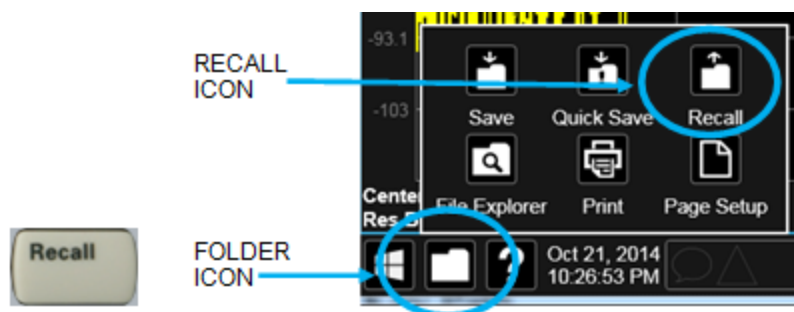 -93.1
RECALL
ICON
-103
Save
Quick Save
Recall
File Explorer
Print
Page Setup
Cente
Res B
Recall
FOLDER
ICON
?
Oct 21, 2014
10:26:53 PM